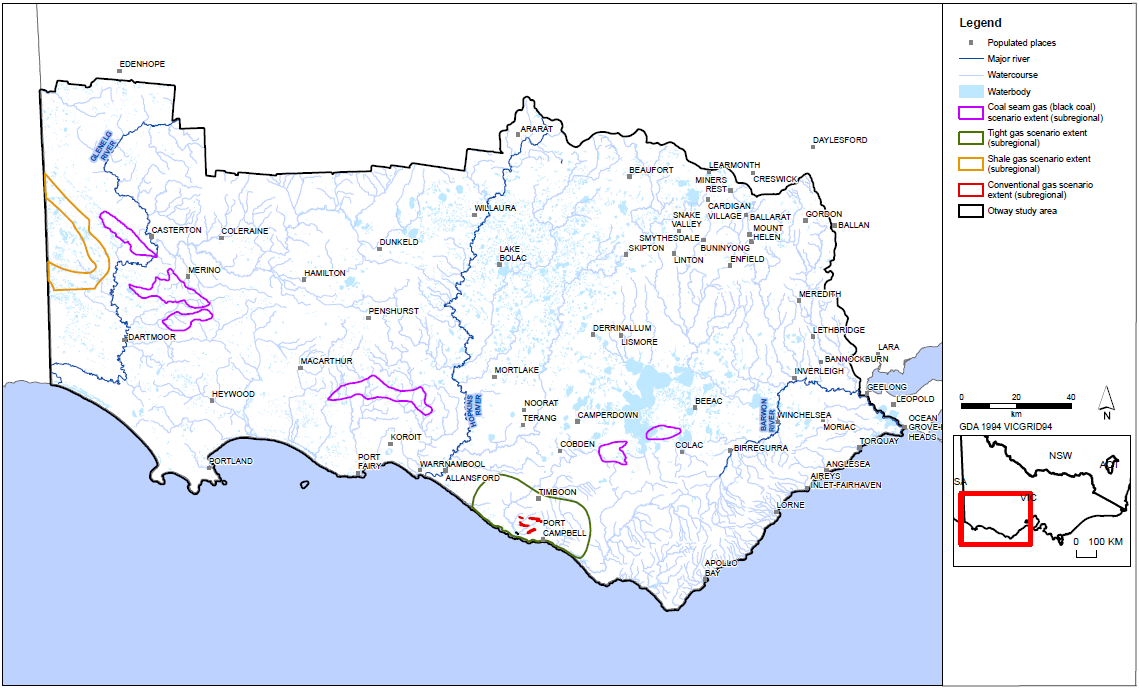 EDENHOPE
GLENELG
RIVER
ARARAT
DAYLESFORD
BEAUFORT
LEARMONTH
MINERS
REST
CRESWICK
WILLAURA
CARDIGAN
VILLAGE
SNAKE
VALLEY
BALLARAT
GORDON
MOUNT
HELEN
BALLAN
CASTERTON
COLERAINE
DUNKELD
SMYTHESDALE
LAKE
BOLAC
SKIPTON
BUNINYONG
LINTON
ENFIELD
MERINO
HAMILTON
MEREDITH
PENSHURST
DERRINALLUM
LISMORE
LETHBRIDGE
DARTMOOR
LARA
MACARTHUR
BANNOCKBURN
MORTLAKE
INVERLEIGH
GEELONG
HEYWOOD
LEOPOLD
NOORAT
TERANG
HOPKINS
RIVER
CAMPERDOWN
BEEAC
BARWON
RIVER
WINCHELSEA
MORIAC
OCEAN
GROVE-
HEADS
KOROIT
COBDEN
COLAC
BIRREGURRA
TORQUAY
PORTLAND
PORT
FAIRY
WARRNAMBOOL
ALLANSFORD
ANGLESEA
AIREYS
INLET-FAIRHAVEN
TIMBOON
LORNE
PORT
CAMPBELL
APOLLO
BAY
Legend
Populated places
Major river
Watercourse
Waterbody
Coal seam gas (black coal)
scenario extent (subregional)
Tight gas scenario extent
(subregional)
Shale gas scenario extent
(subregional)
Conventional gas scenario
extent (subregional)
Otway study area
0 20 40
km
N
GDA 1994 VICGRID94
NSW
ACT
SA
VIC
0 100 KM